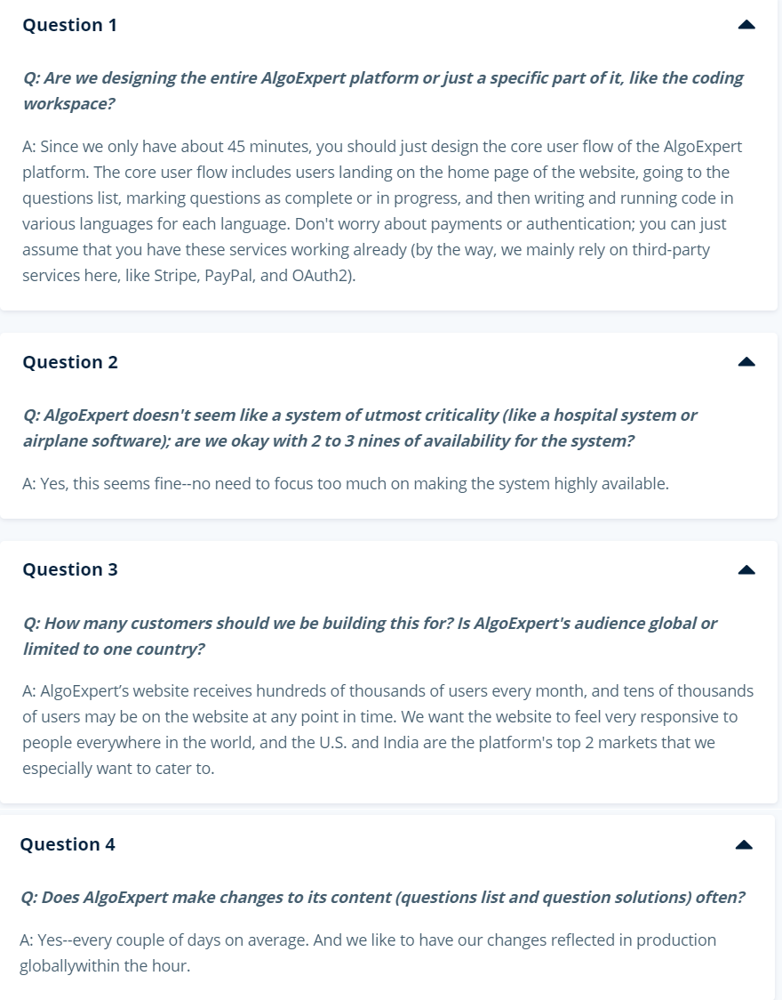 Question 1
Q: Are we designing the entire AlgoExpert platform or just a specific part of it, like the coding
workspace?
A: Since we only have about 45 minutes, you should just design the core user flow of the AlgoExpert
platform. The core user flow includes users landing on the home page of the website, going to the
questions list, marking questions as complete or in progress, and then writing and running code in
various languages for each language. Don't worry about payments or authentication; you can just
assume that you have these services working already (by the way, we mainly rely on third-party
services here, like Stripe, PayPal, and OAuth2).
Question 2
Q: AlgoExpert doesn't seem like a system of utmost criticality (like a hospital system or
airplane software); are we okay with 2 to 3 nines of availability for the system?
A: Yes, this seems fine--no need to focus too much on making the system highly available.
Question 3
Q: How many customers should we be building this for? Is AlgoExpert's audience global or
limited to one country?
A: AlgoExpert’s website receives hundreds of thousands of users every month, and tens of thousands
of users may be on the website at any point in time. We want the website to feel very responsive to
people everywhere in the world, and the U.S. and India are the platform's top 2 markets that we
especially want to cater to.
Question 4
Q: Does AlgoExpert make changes to its content (questions list and question solutions) often?
A: Yes--every couple of days on average. And we like to have our changes reflected in production
globallywithin the hour.